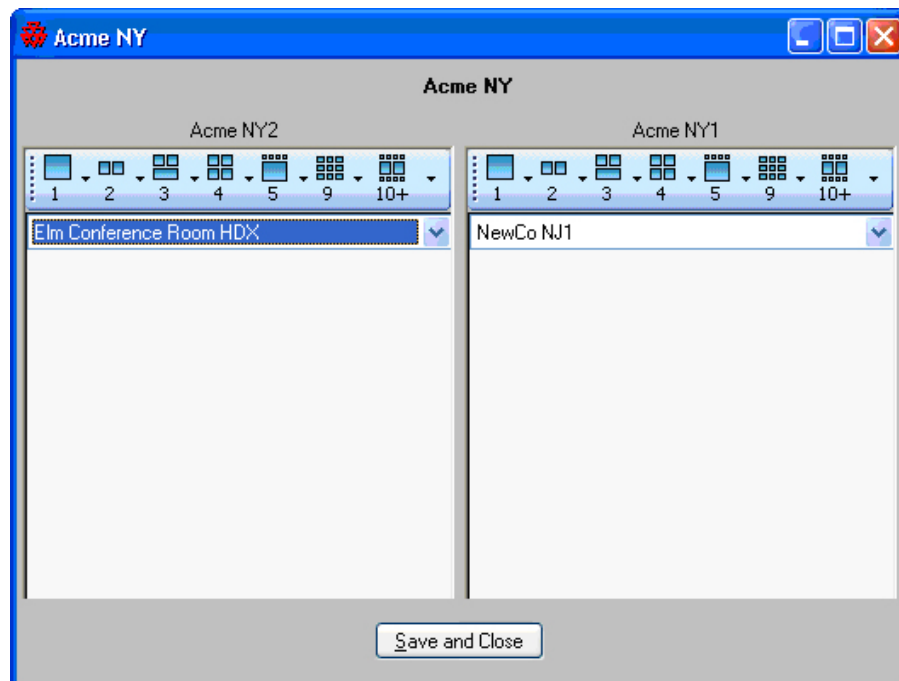 Acme NY
Acme NY
Acme NY2
1 2 3 4 5 9 10+
Elm Conference Room HDX
Acme NY1
1 2 3 4 5 9 10+
NewCo NJ1
Save and Close